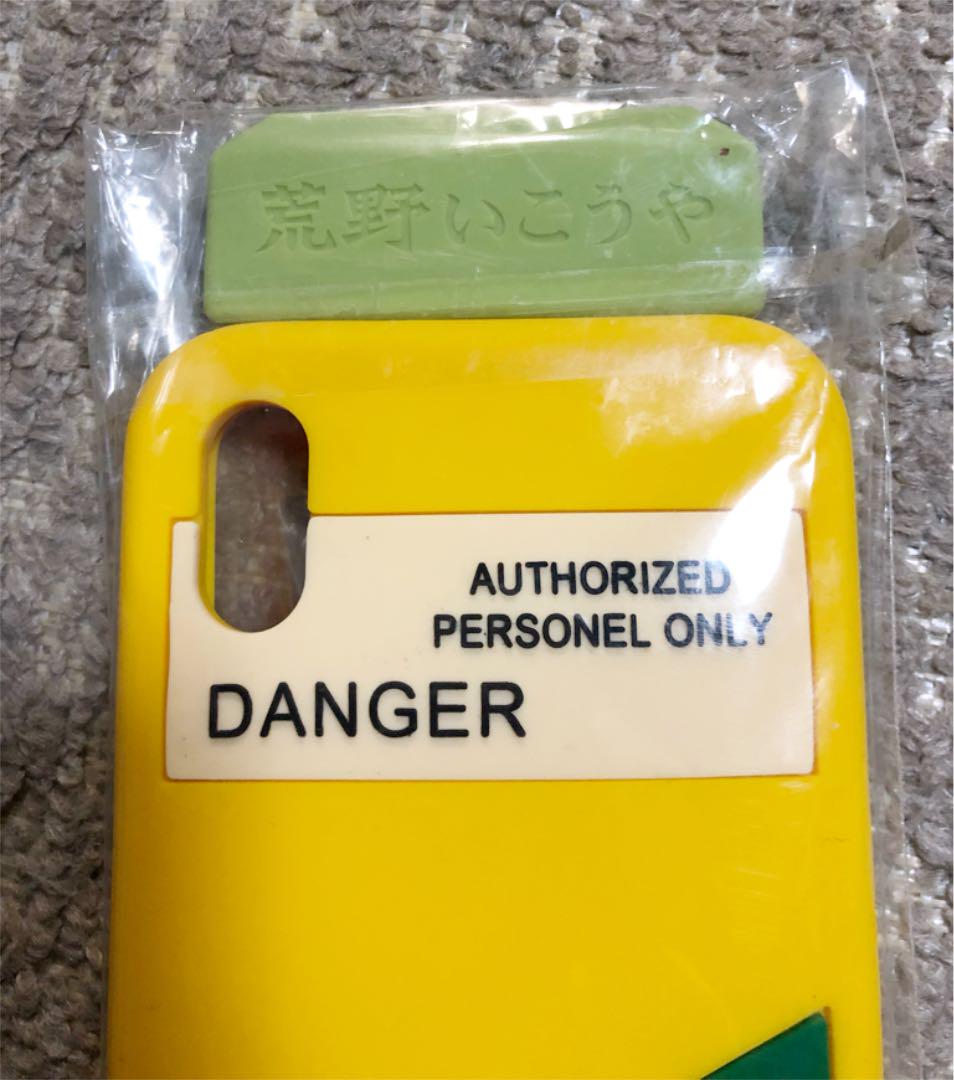 荒野いこうや
AUTHORIZED
PERSONEL ONLY
DANGER